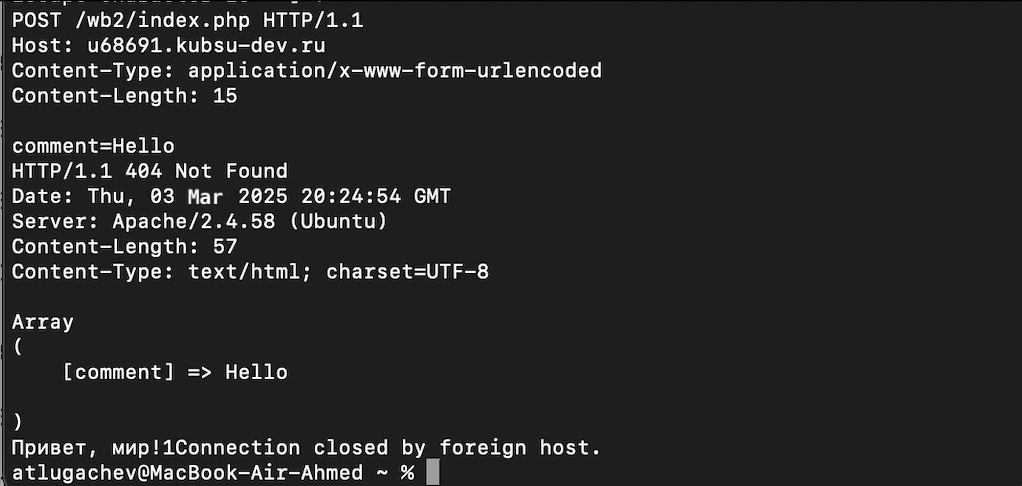 POST /wb2/index.php HTTP/1.1
Host: u68691.kubsu-dev.ru
Content-Type: application/x-www-form-urlencoded
Content-Length: 15
comment=Hello
HTTP/1.1 404 Not Found
Date: Thu, 03 Mar 2025 20:24:54 GMT
Server: Apache/2.4.58 (Ubuntu)
Content-Length: 57
Content-Type: text/html; charset=UTF-8
Array
(
[comment] => Hello
)
Привет, мир!1Connection closed by foreign host.
atlugachev@MacBook-Air-Ahmed ~ %